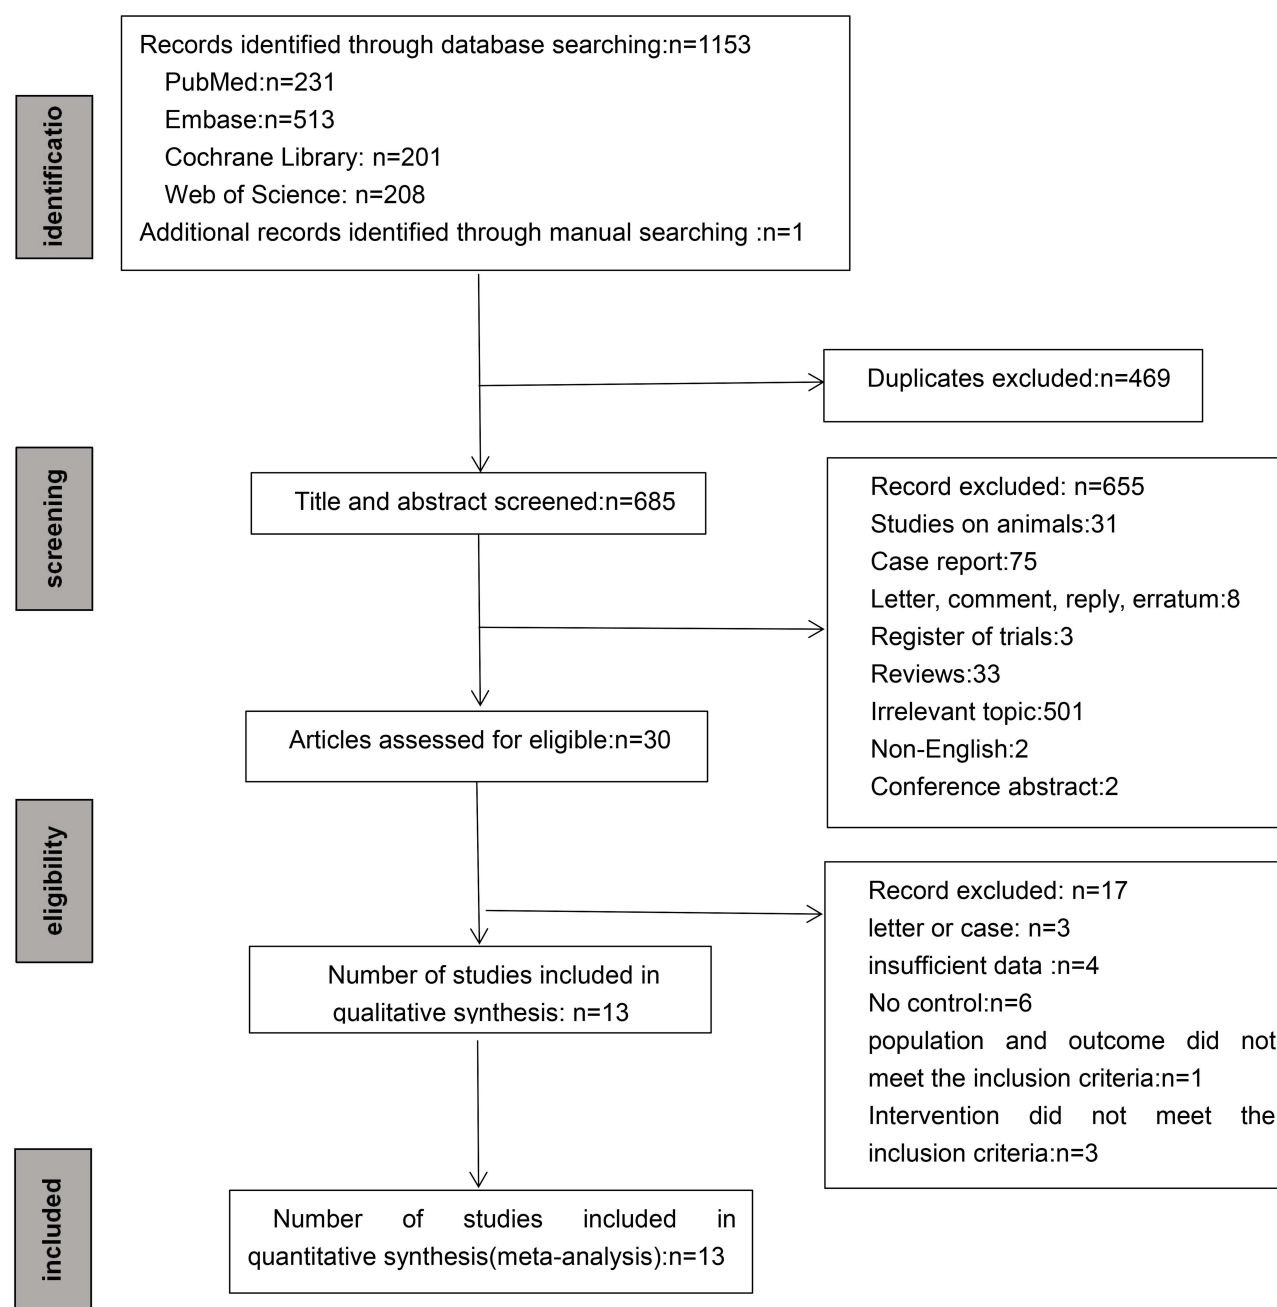 identificatio
Records identified through database searching:n=1153
PubMed:n=231
Embase:n=513
Cochrane Library: n=201
Web of Science: n=208
Additional records identified through manual searching :n=1
Duplicates excluded:n=469
screening
Title and abstract screened:n=685
Record excluded: n=655
Studies on animals:31
Case report:75
Letter, comment, reply, erratum:8
Register of trials:3
Reviews:33
Irrelevant topic:501
Non-English:2
Conference abstract:2
Articles assessed for eligible:n=30
eligibility
Record excluded: n=17
letter or case: n=3
insufficient data :n=4
No control:n=6
population and outcome did not
meet the inclusion criteria:n=1
Intervention did not meet the
inclusion criteria:n=3
Number of studies included in
qualitative synthesis: n=13
included
Number of studies included in
quantitative synthesis(meta-analysis):n=13